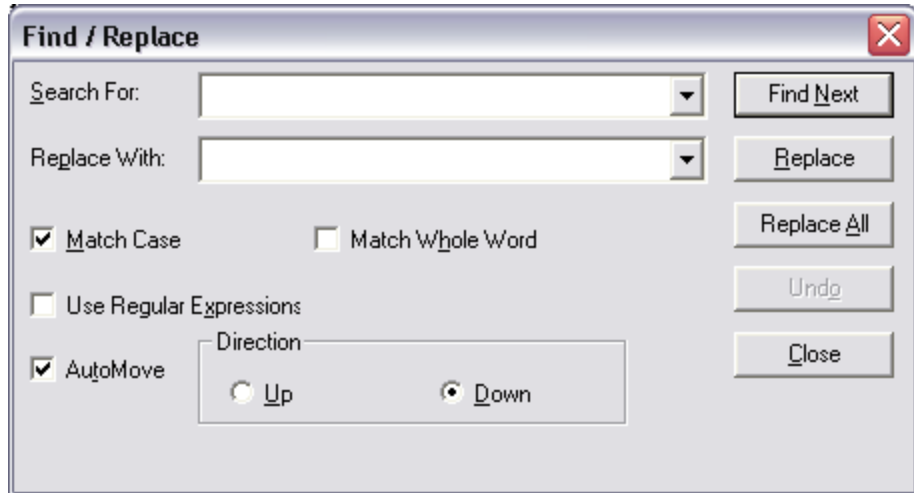 Find / Replace
Search For:
Find Next
Replace With:
Replace
Match Case
Match Whole Word
Replace All
Use Regular Expressions
Undo
AutoMove
Direction
Up
Down
Close